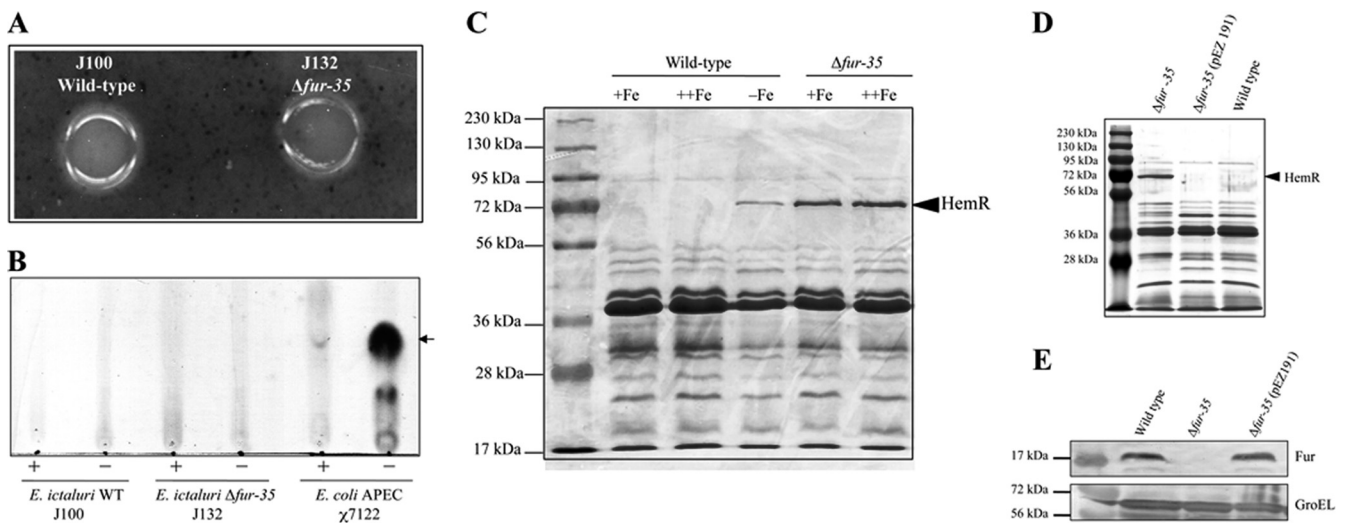 A
J100
Wild-type
J132
Δfur-35
B
+ − + − + −
E. ictaluri WT
J100
E. ictaluri Δfur-35
J132
E. coli APEC
χ7122
C
Wild-type
Δfur-35
+Fe
++Fe
–Fe
+Fe
++Fe
230 kDa
130 kDa
95 kDa
72 kDa
56 kDa
36 kDa
28 kDa
17 kDa
HemR
D
Δfur-35
Δfur-35 (pEZ 191)
Wild type
230 kDa
130 kDa
95 kDa
72 kDa
56 kDa
36 kDa
28 kDa
HemR
E
Wild type
Δfur-35
Δfur-35 (pEZ191)
17 kDa
Fur
72 kDa
56 kDa
GroEL